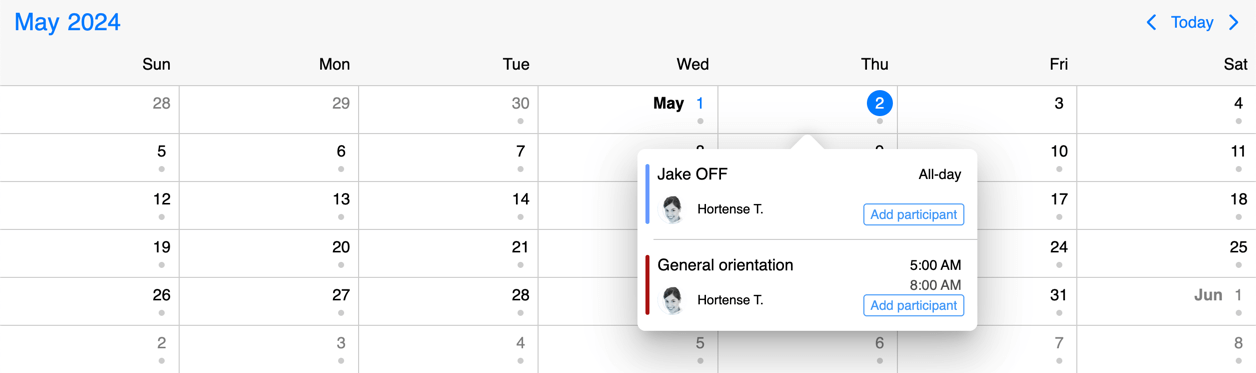 May 2024 Today
Sun Mon Tue Wed Thu Fri Sat
28 29 30 May 1 2 3 4
5 6 7 10 11
12 13 14 17 18
19 20 21 24 25
26 27 28 31 Jun 1
2 3 4 5 6 7 8
Jake OFF All-day
Hortense T. Add participant
General orientation 5:00 AM
8:00 AM
Hortense T. Add participant